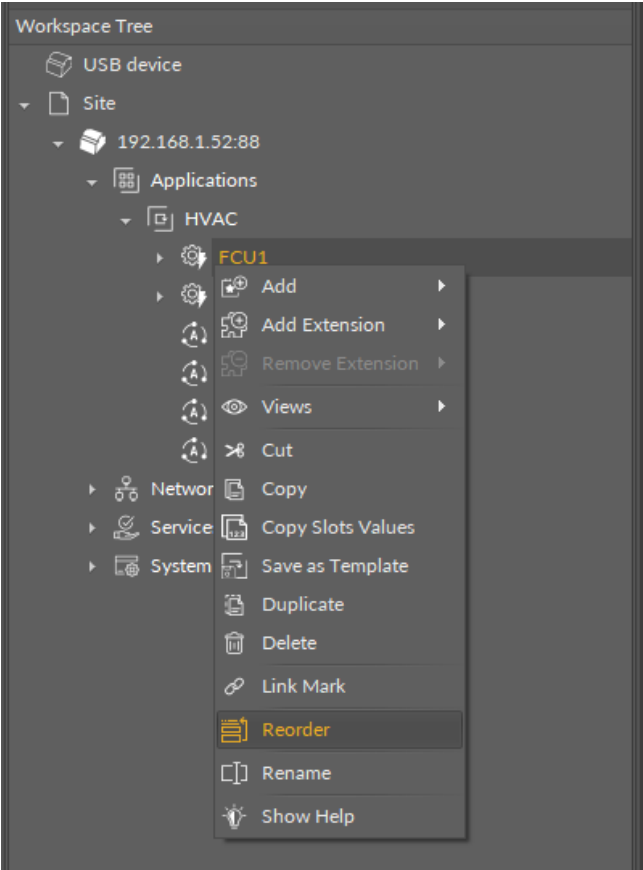 Workspace Tree
USB device
Site
192.168.1.52:88
Applications
HVAC
FCU1
Add
Add Extension
Remove Extension
Views
Cut
Networ Copy
Service Copy Slots Values
System Save as Template
Duplicate
Delete
Link Mark
Reorder
Rename
Show Help